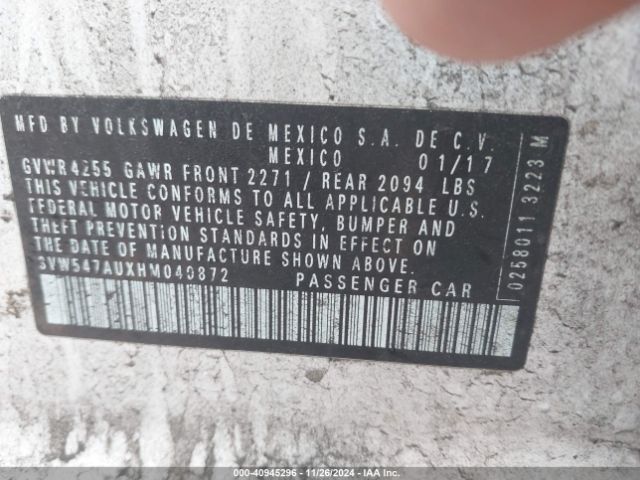 MFD BY VOLKSWAGEN DE MEXICO S.A. DE C.V.
MEXICO 01/17
GVWR4255 GAWR FRONT 2271 / REAR 2094 LBS
THIS VEHICLE CONFORMS TO ALL APPLICABLE U.S.
FEDERAL MOTOR VEHICLE SAFETY, BUMPER AND
THEFT PREVENTION STANDARDS IN EFFECT ON
THE DATE OF MANUFACTURE SHOWN ABOVE.
3VW547AUXHM040872 PASSENGER CAR
0258011 3223 M
000-40945296 - 11/26/2024 - IAA Inc.